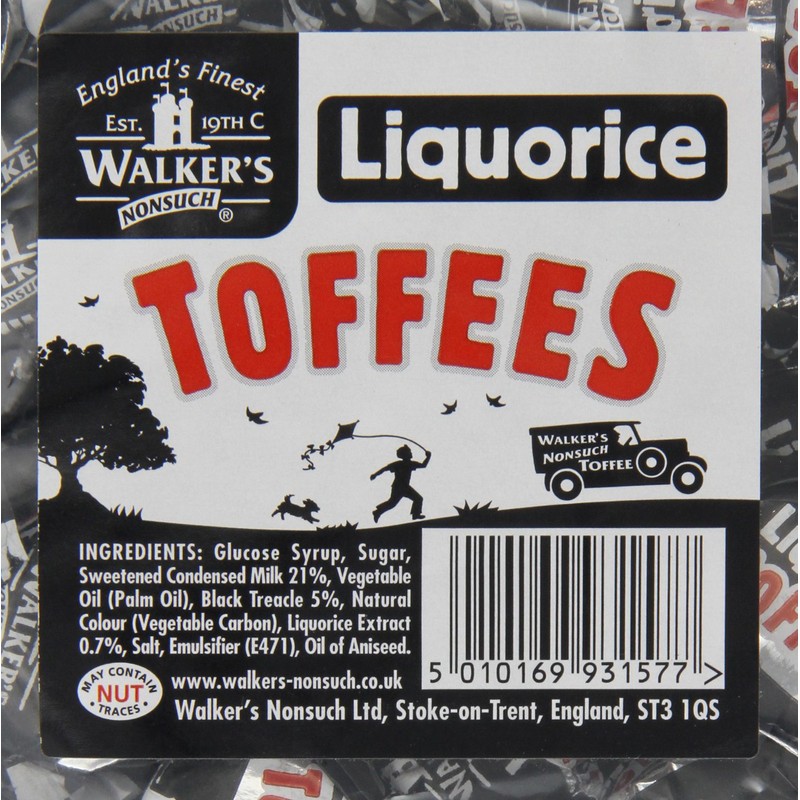 England's Finest
EST. 19TH C
WALKER'S
NONSUCH ®
Liquorice
TOFFEES
WALKER'S
NONSUCH
TOFFEE
INGREDIENTS: Glucose Syrup, Sugar,
Sweetened Condensed Milk 21%, Vegetable
Oil (Palm Oil), Black Treacle 5%, Natural
Colour (Vegetable Carbon), Liquorice Extract
0.7%, Salt, Emulsifier (E471), Oil of Aniseed.
5 010169 931577 >
MAY CONTAIN
NUT
• TRACES •
www.walkers-nonsuch.co.uk
Walker's Nonsuch Ltd, Stoke-on-Trent, England, ST3 1QS